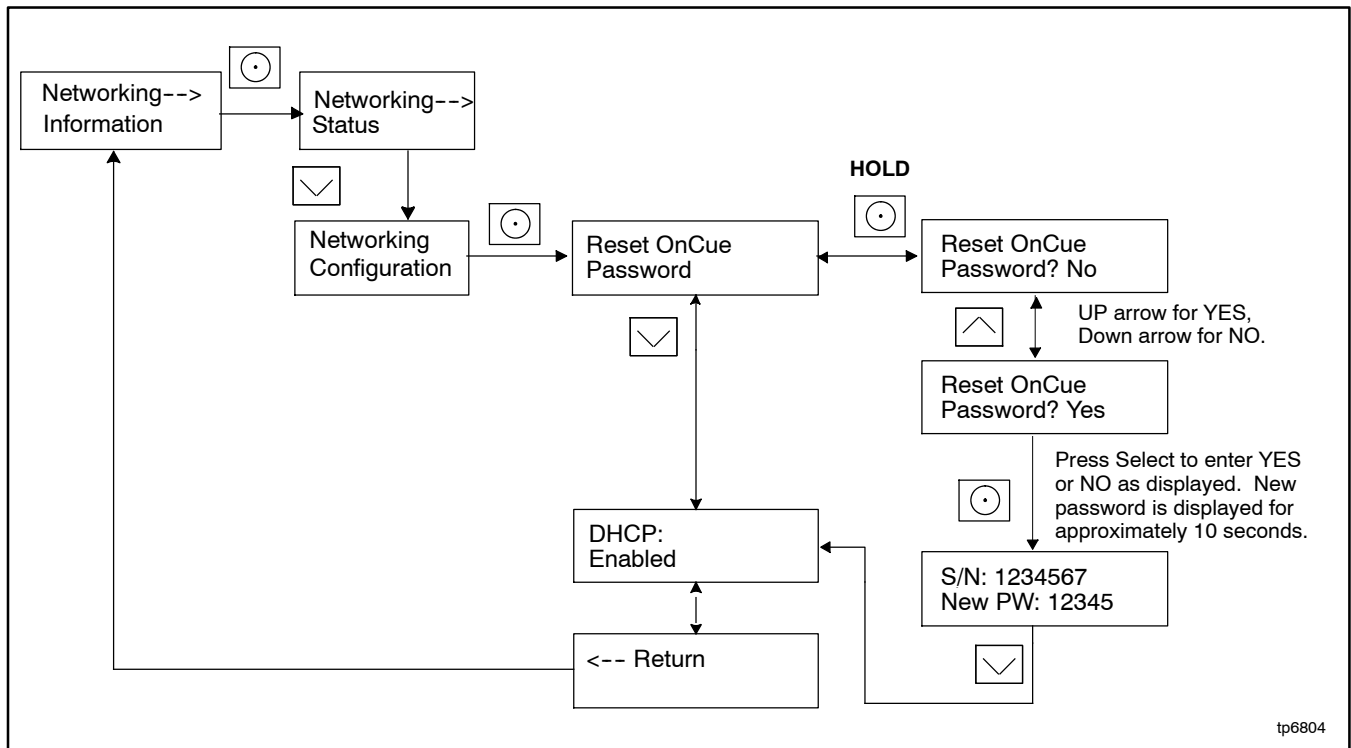 Networking-->
Information
Networking-->
Status
Networking
Configuration
Reset OnCue
Password
HOLD
Reset OnCue
Password? No
UP arrow for YES,
Down arrow for NO.
Reset OnCue
Password? Yes
Press Select to enter YES
or NO as displayed.  New
password is displayed for
approximately 10 seconds.
DHCP:
Enabled
S/N: 1234567
New PW: 12345
<-- Return
tp6804